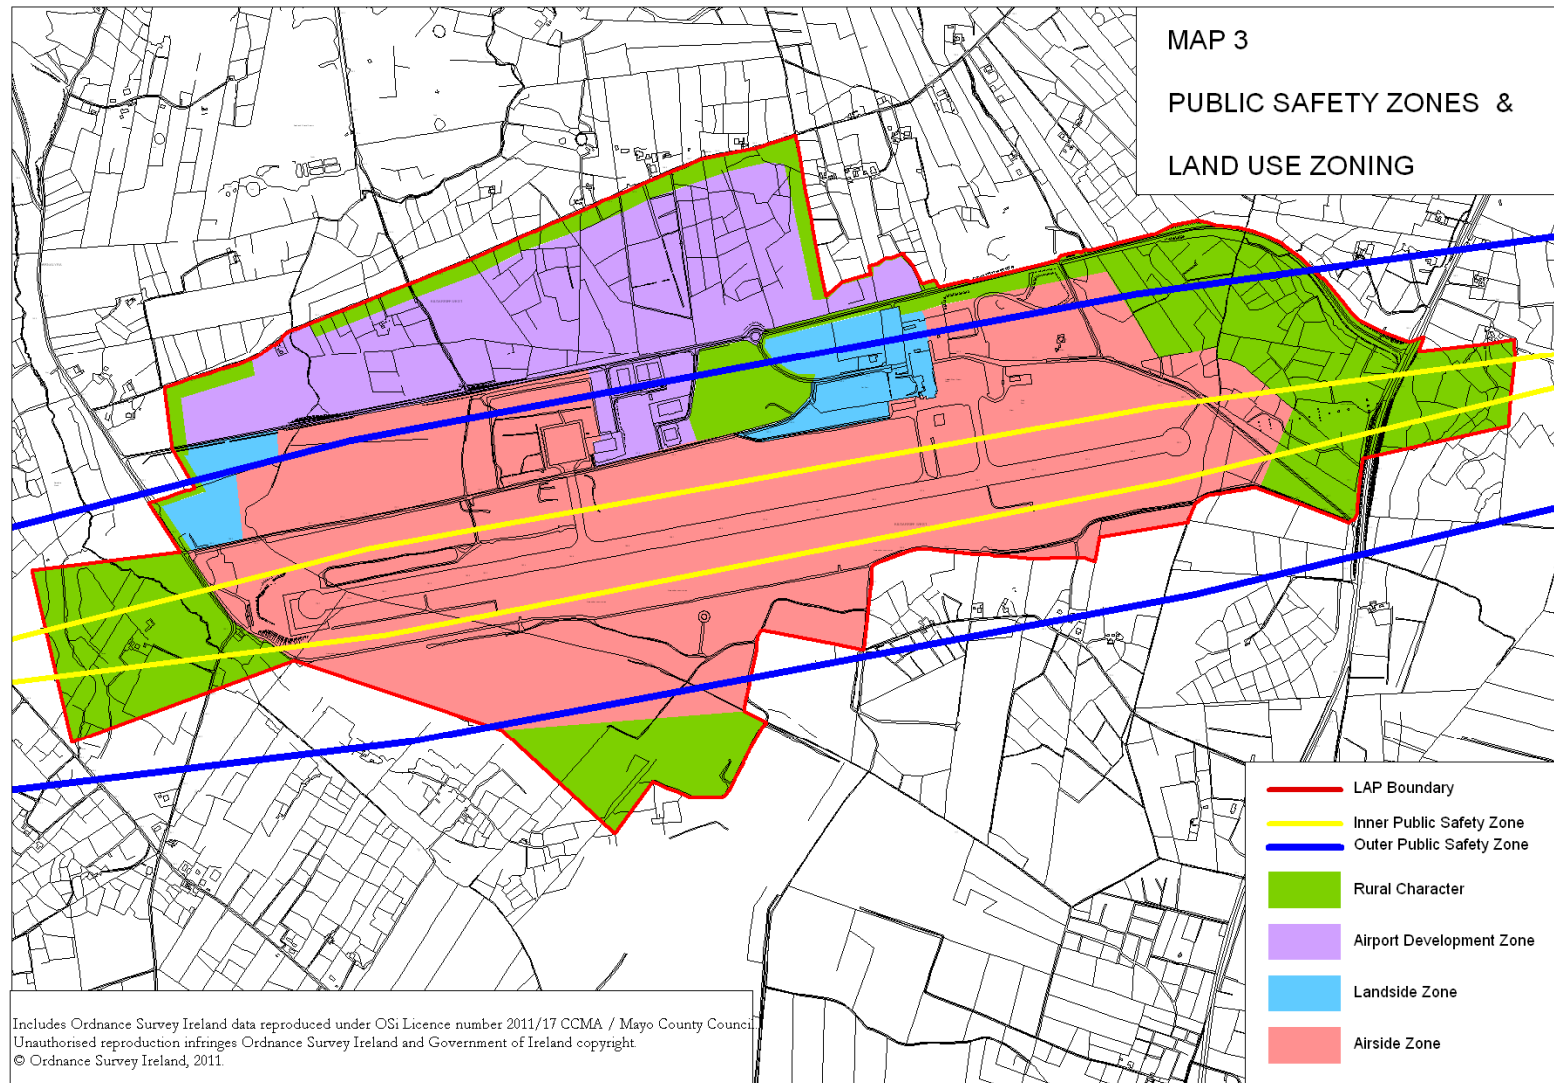 MAP 3
PUBLIC SAFETY ZONES &
LAND USE ZONING
LAP Boundary
Inner Public Safety Zone
Outer Public Safety Zone
Rural Character
Airport Development Zone
Landside Zone
Airside Zone
Includes Ordnance Survey Ireland data reproduced under OSi Licence number 2011/17 CCMA / Mayo County Counci
Unauthorised reproduction infringes Ordnance Survey Ireland and Government of Ireland copyright.
© Ordnance Survey Ireland, 2011.